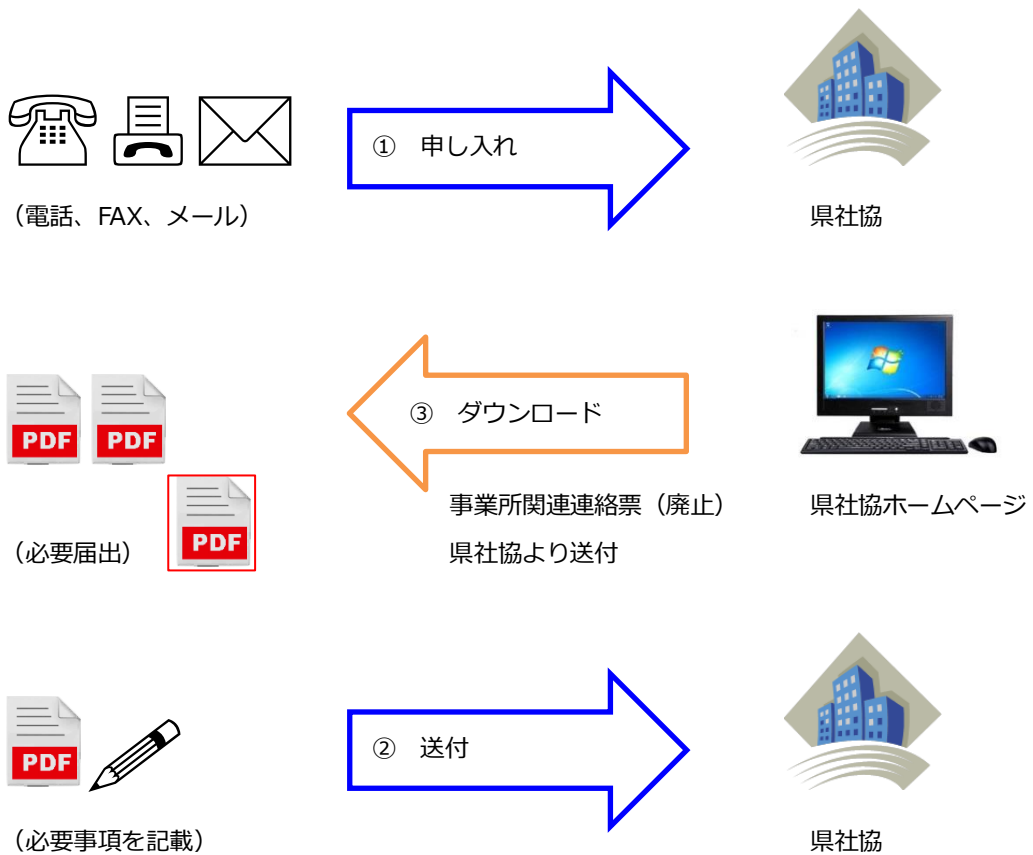 ① 申し入れ
（電話、FAX、メール）
県社協
③ ダウンロード
PDF
PDF
PDF
事業所関連連絡票（廃止）
県社協ホームページ
（必要届出）
県社協より送付
PDF
② 送付
（必要事項を記載）
県社協